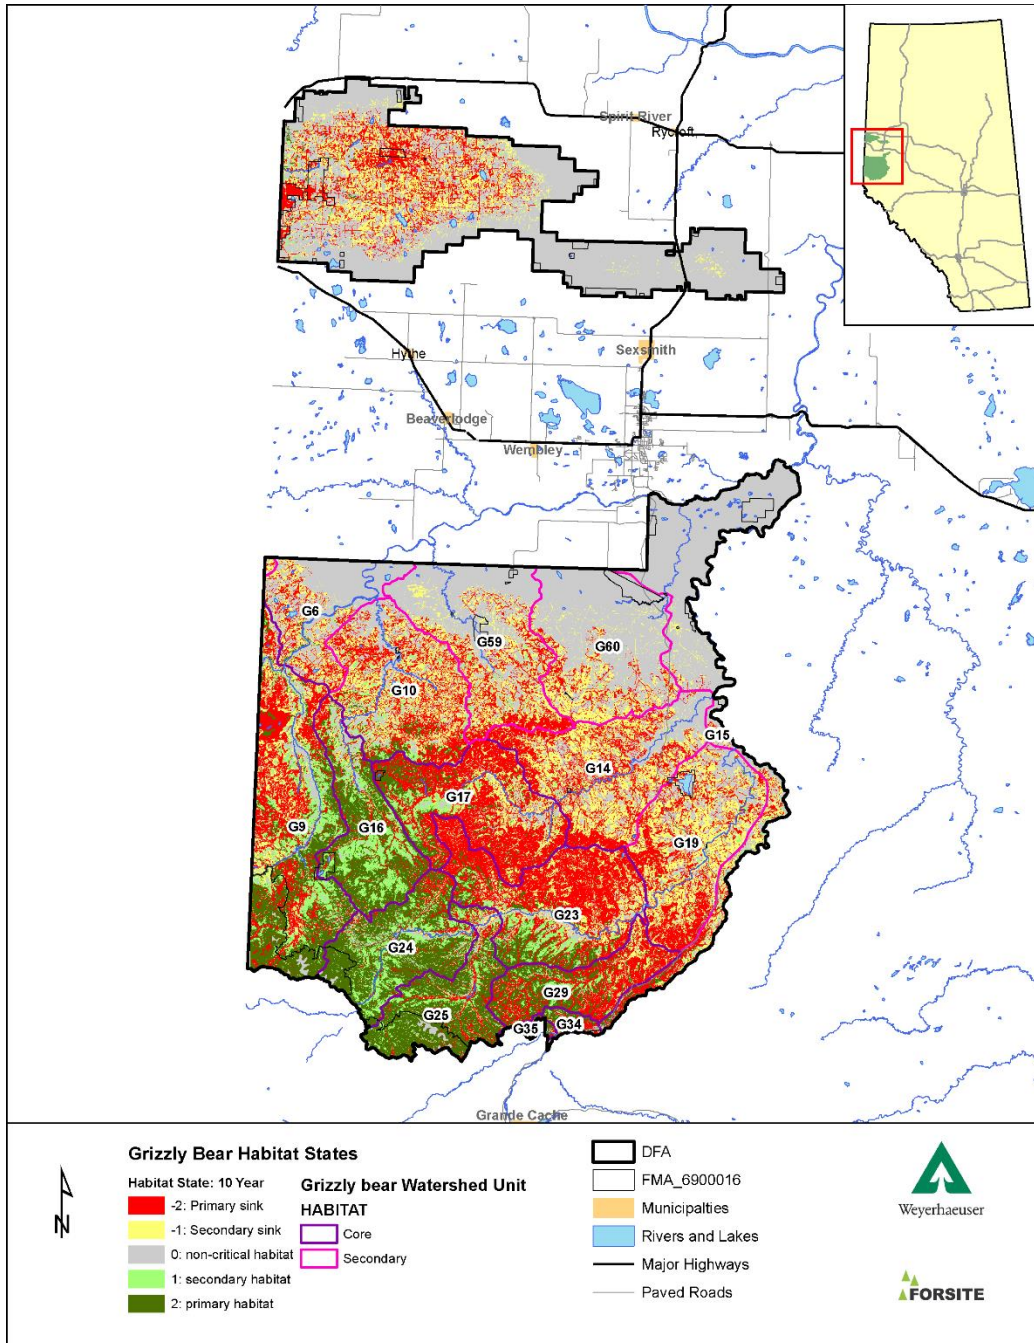 Spirit River
Rycroft
Sexsmith
Hythe
Beaverlodge
Wembley
G6
G59
G60
G10
G15
G14
G17
G9
G16
G19
G23
G24
G29
G25
G35
G34
Grande Cache
Grizzly Bear Habitat States
Habitat State: 10 Year
-2: Primary sink
-1: Secondary sink
0: non-critical habitat
1: secondary habitat
2: primary habitat
Grizzly bear Watershed Unit
HABITAT
Core
Secondary
DFA
FMA_6900016
Municipalties
Rivers and Lakes
Major Highways
Paved Roads
N
Weyerhaeuser
FORSITE